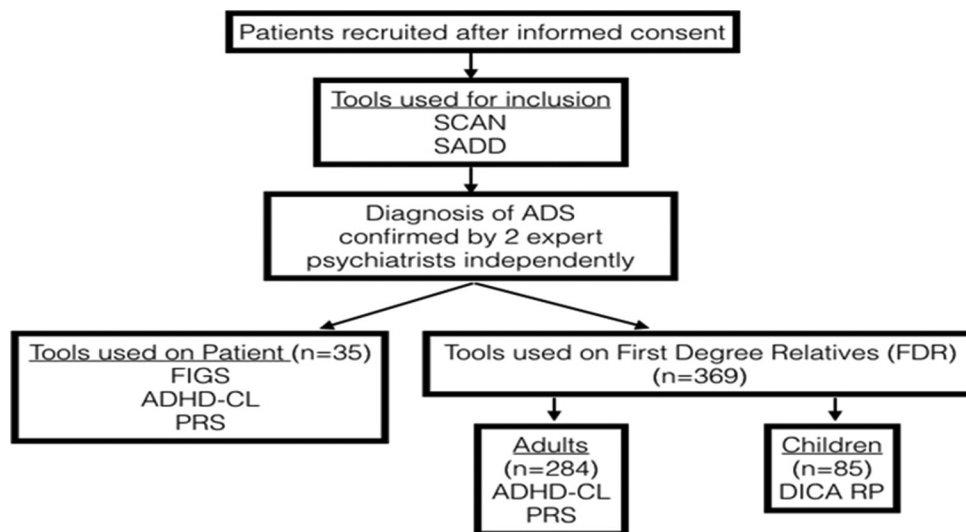 Patients recruited after informed consent
Tools used for inclusion
SCAN
SADD
Diagnosis of ADS
confirmed by 2 expert
psychiatrists independently
Tools used on Patient (n=35)
FIGS
ADHD-CL
PRS
Tools used on First Degree Relatives (FDR)
(n=369)
Adults
(n=284)
ADHD-CL
PRS
Children
(n=85)
DICA RP